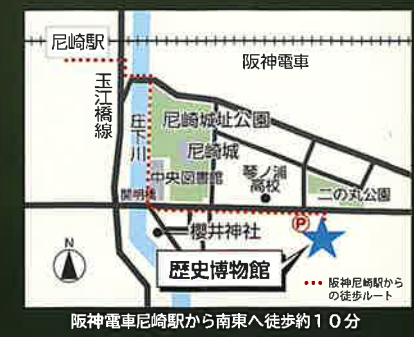 尼崎駅
阪神電車
玉江橋線
庄下川
尼崎城址公園
尼崎城
中央図書館
琴ノ浦
高校
二の丸公園
開明橋
P
櫻井神社
N
歴史博物館
阪神尼崎駅から
の徒歩ルート
阪神電車尼崎駅から南東へ徒歩約10分